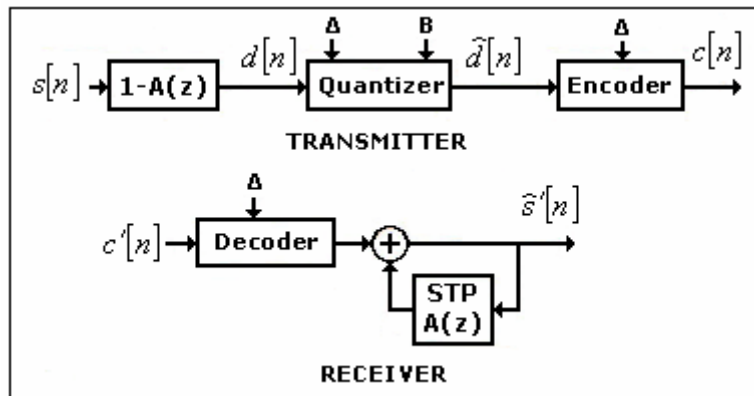 Δ B Δ
s[n] 1-A(z) d[n] Quantizer d̂[n] Encoder c[n]
TRANSMITTER
Δ
c'[n] Decoder + ŝ'[n]
STP
A(z)
RECEIVER